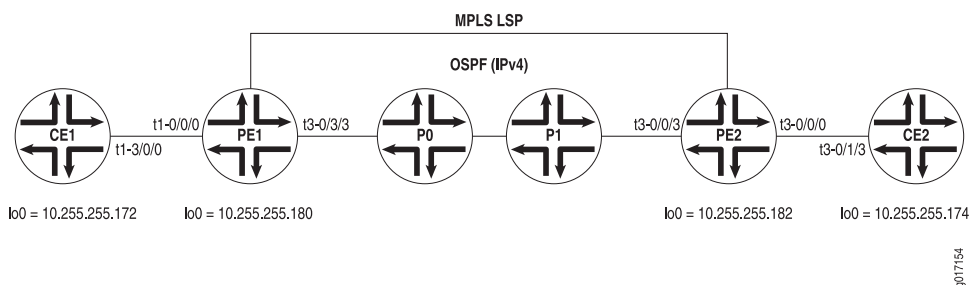 MPLS LSP
OSPF (IPv4)
CE1
t1-3/0/0
t1-0/0/0
PE1
t3-0/3/3
P0
P1
t3-0/0/3
PE2
t3-0/0/0
t3-0/1/3
CE2
lo0 = 10.255.255.172
lo0 = 10.255.255.180
lo0 = 10.255.255.182
lo0 = 10.255.255.174
g017154